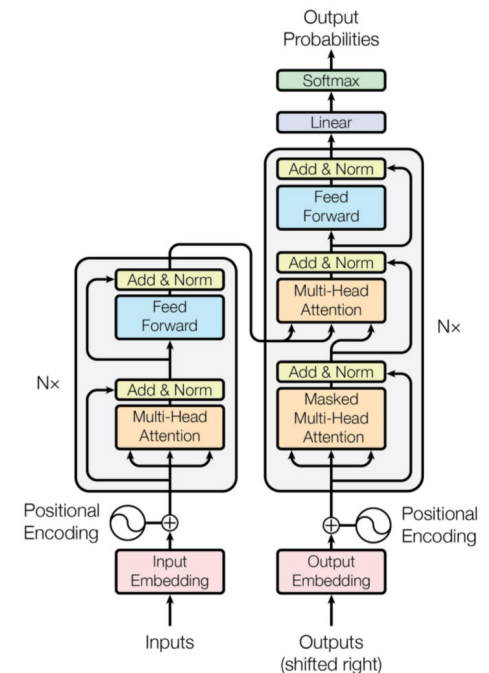 Output
Probabilities
Softmax
Linear
Add & Norm
Feed
Forward
Add & Norm
Multi-Head
Attention
Add & Norm
Masked
Multi-Head
Attention
N×
Add & Norm
Feed
Forward
Add & Norm
Multi-Head
Attention
N×
Positional
Encoding
Positional
Encoding
Input
Embedding
Output
Embedding
Inputs
Outputs
(shifted right)